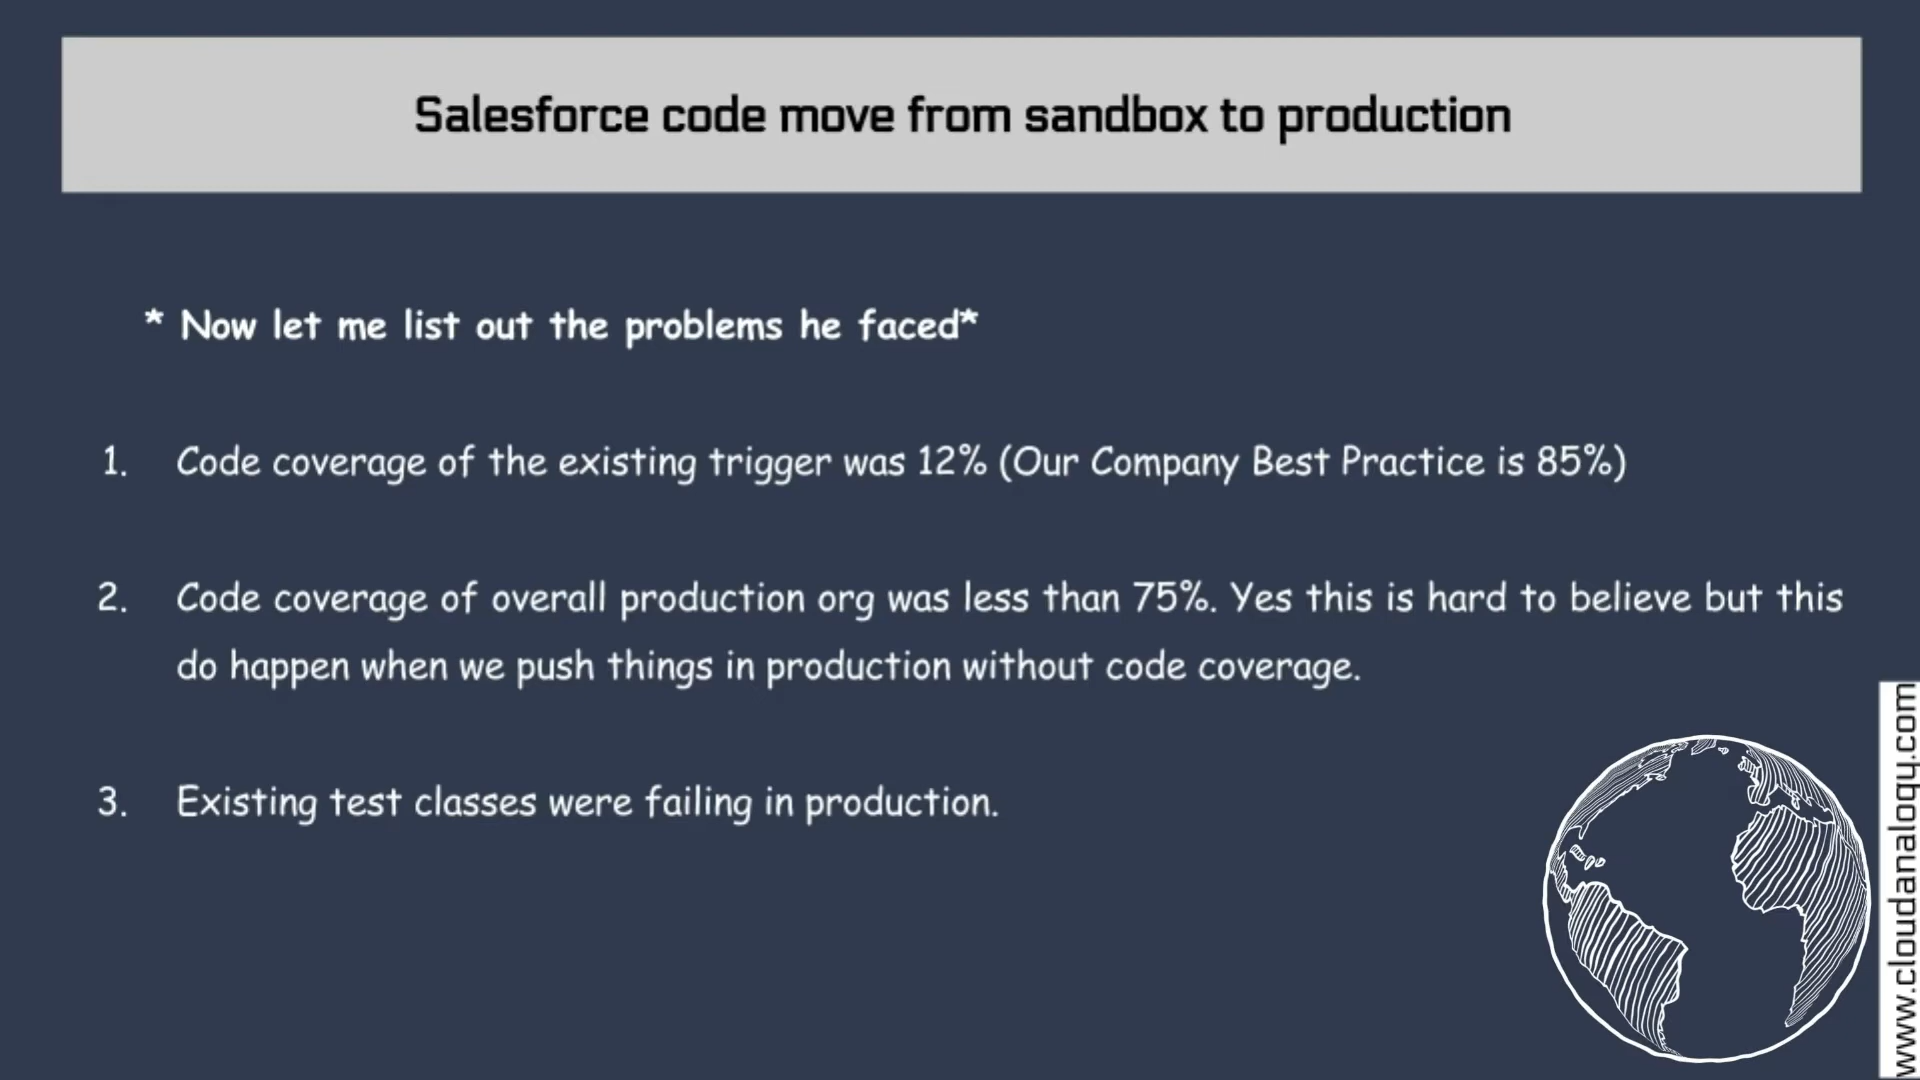 Salesforce code move from sandbox to production
* Now let me list out the problems he faced*
1. Code coverage of the existing trigger was 12% (Our Company Best Practice is 85%)
2. Code coverage of overall production org was less than 75%. Yes this is hard to believe but this
do happen when we push things in production without code coverage.
3. Existing test classes were failing in production.
www.cloudanalogy.com